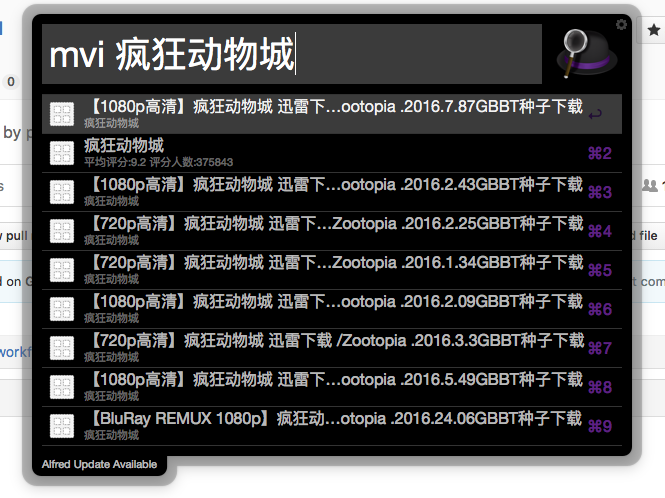 mvi 疯狂动物城
【1080p高清】疯狂动物城 迅雷下…ootopia .2016.7.87GBBT种子下载 ↩
疯狂动物城
疯狂动物城 ⌘2
平均评分:9.2 评分人数:375843
【1080p高清】疯狂动物城 迅雷下…ootopia .2016.2.43GBBT种子下载 ⌘3
疯狂动物城
【720p高清】疯狂动物城 迅雷下…Zootopia .2016.2.25GBBT种子下载 ⌘4
疯狂动物城
【720p高清】疯狂动物城 迅雷下…Zootopia .2016.1.34GBBT种子下载 ⌘5
疯狂动物城
【1080p高清】疯狂动物城 迅雷下…ootopia .2016.2.09GBBT种子下载 ⌘6
疯狂动物城
【720p高清】疯狂动物城 迅雷下载 /Zootopia .2016.3.3GBBT种子下载 ⌘7
疯狂动物城
【1080p高清】疯狂动物城 迅雷下…ootopia .2016.5.49GBBT种子下载 ⌘8
疯狂动物城
【BluRay REMUX 1080p】疯狂动…otopia .2016.24.06GBBT种子下载 ⌘9
疯狂动物城
Alfred Update Available
0
by p
s
1
w pull
d file
d on G
t com
workf